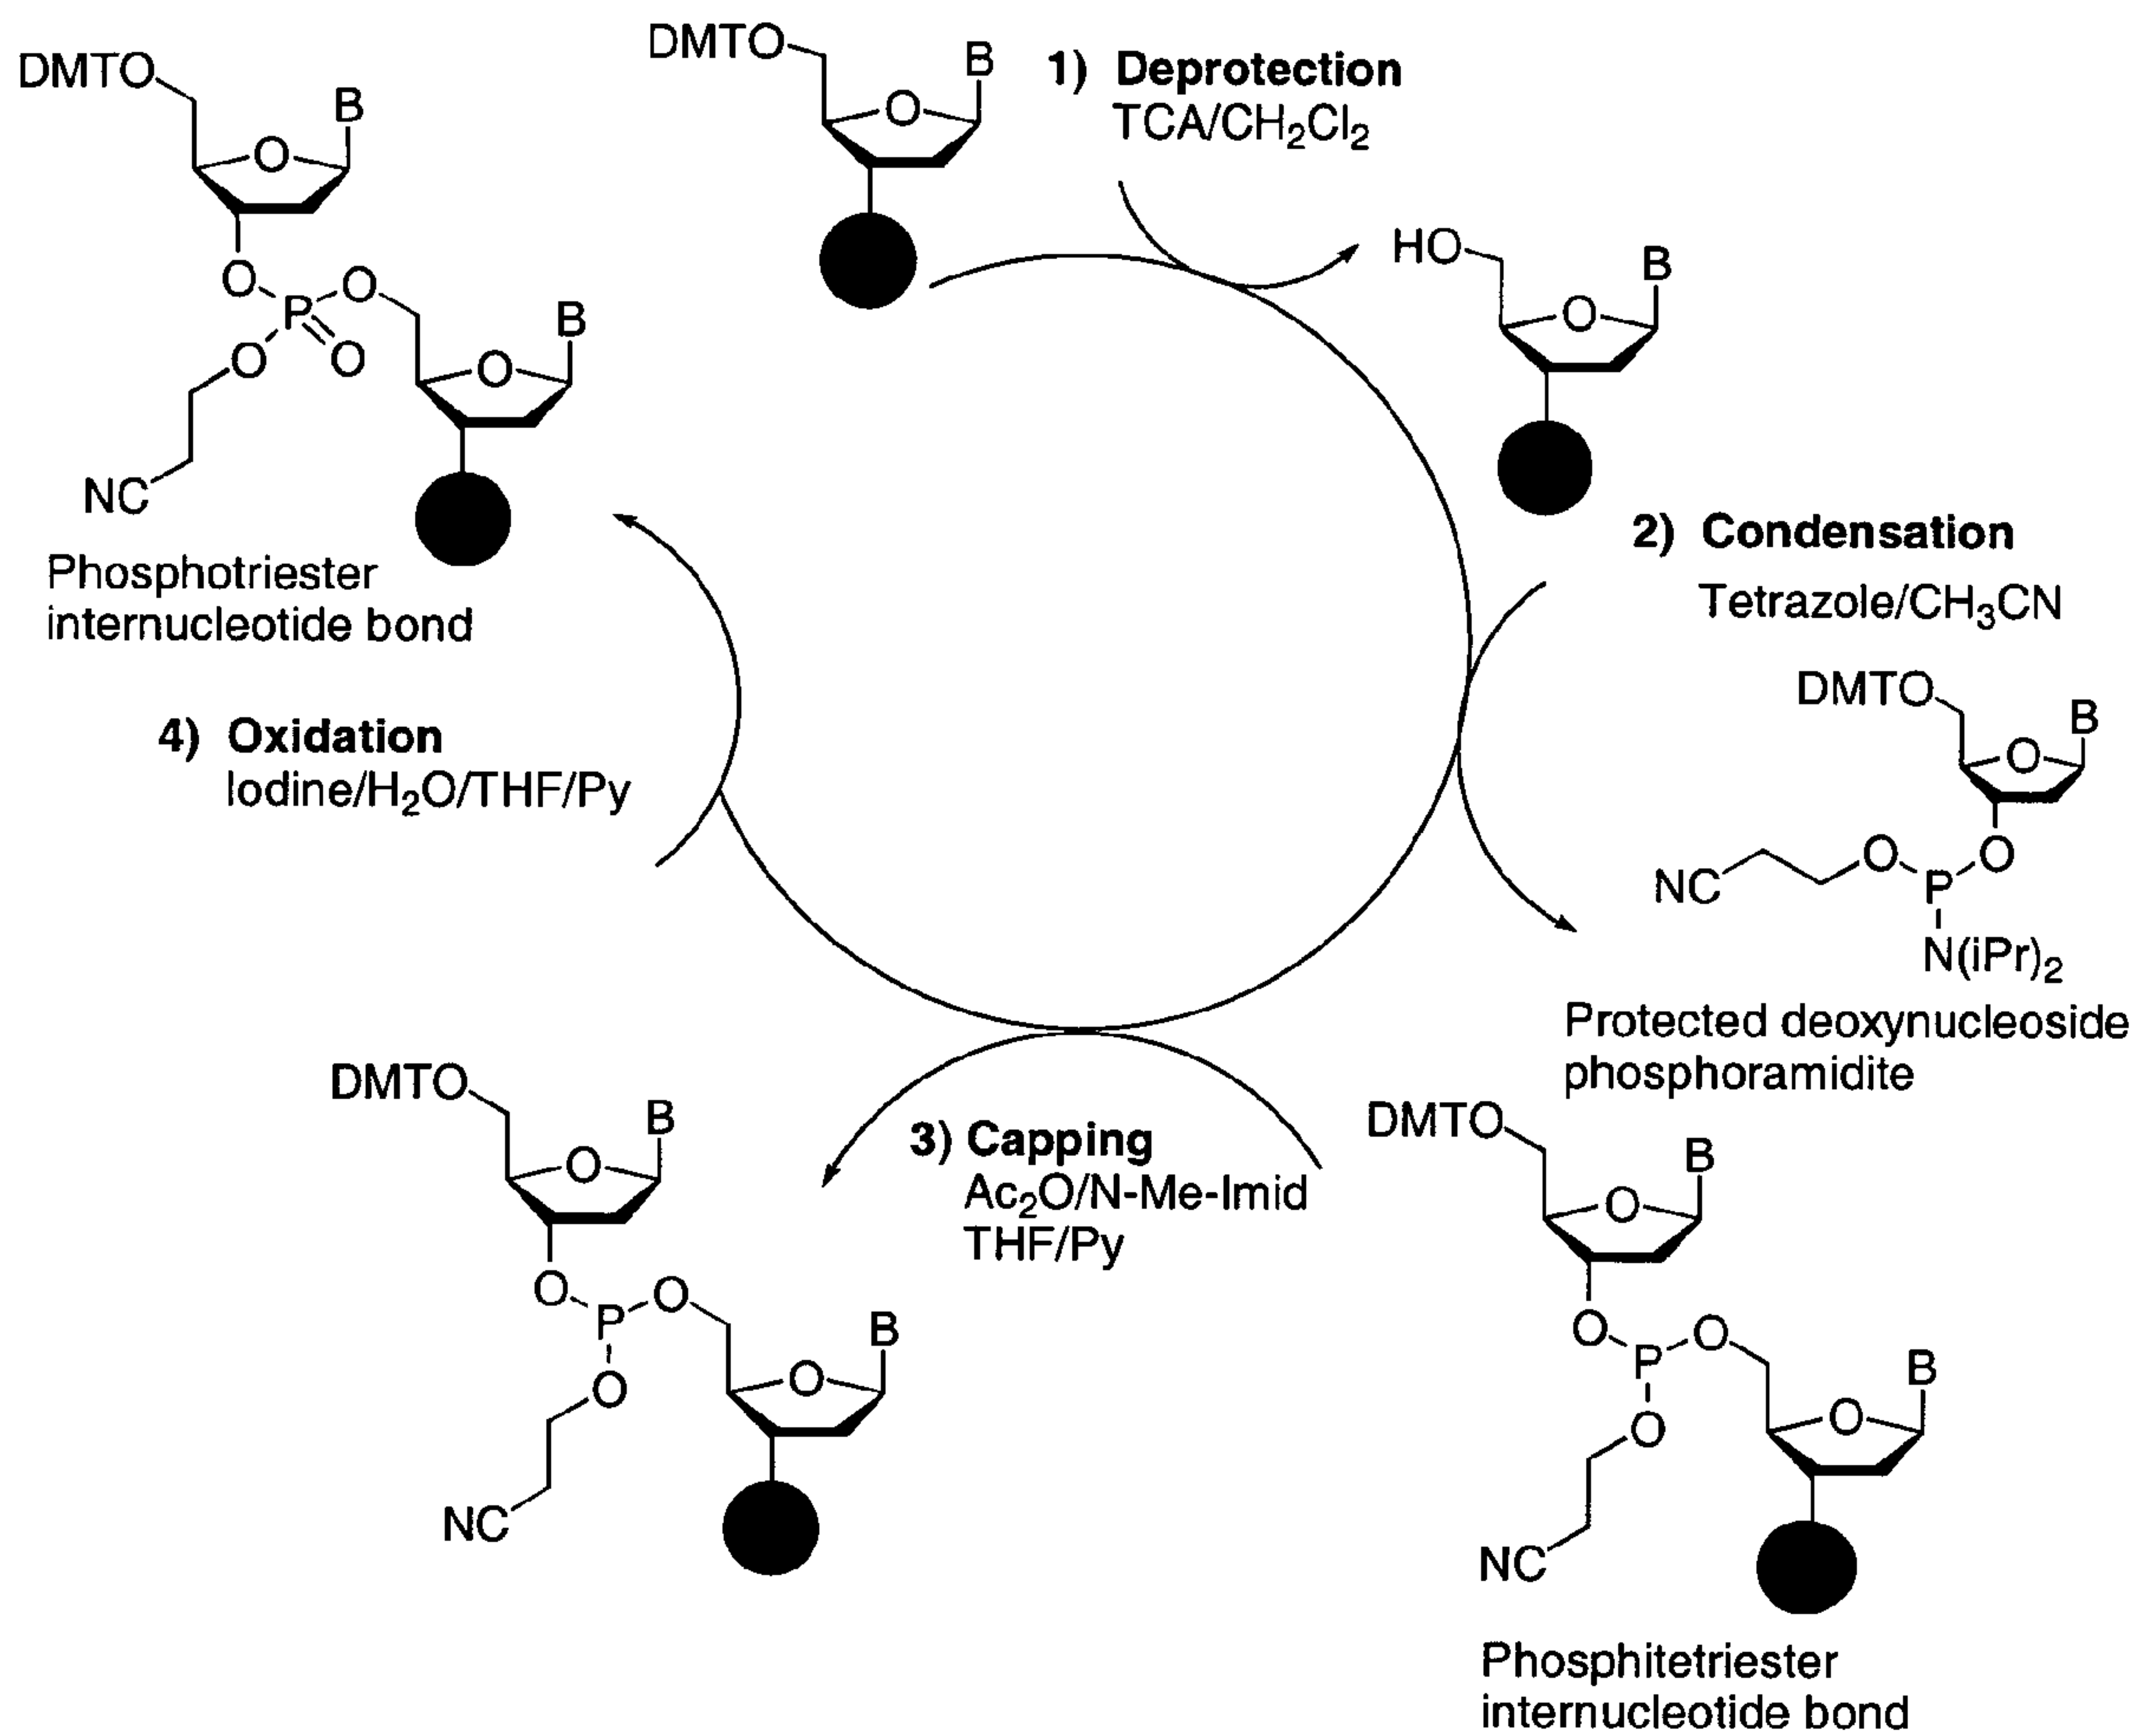 DMTO
B
O
O
P
O
O
O
NC
O
B
Phosphotriester
internucleotide bond
DMTO
B
O
1) Deprotection
TCA/CH₂Cl₂
HO
B
O
2) Condensation
Tetrazole/CH₃CN
DMTO
B
O
NC
O
P
O
N(iPr)₂
Protected deoxynucleoside
phosphoramidite
DMTO
B
O
O
P
O
O
NC
B
O
Phosphitetriester
internucleotide bond
3) Capping
Ac₂O/N-Me-Imid
THF/Py
DMTO
B
O
O
P
O
O
NC
B
O
4) Oxidation
Iodine/H₂O/THF/Py